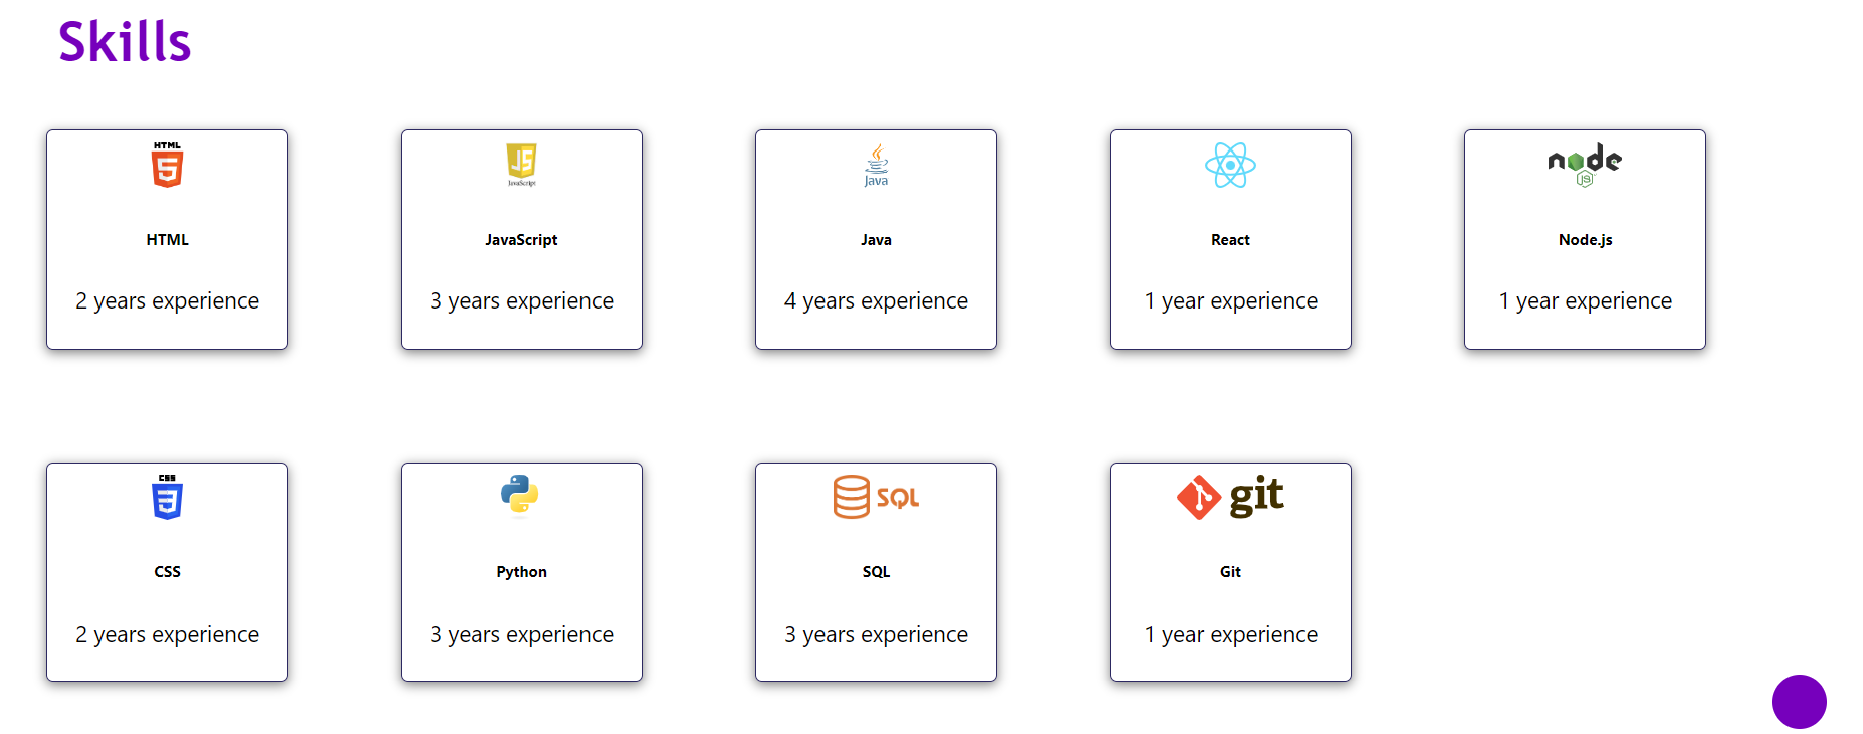 Skills
HTML
HTML
2 years experience
JS
JavaScript
JavaScript
3 years experience
Java
Java
4 years experience
React
1 year experience
node
JS
Node.js
1 year experience
CSS
CSS
2 years experience
Python
3 years experience
SQL
SQL
3 years experience
git
Git
1 year experience